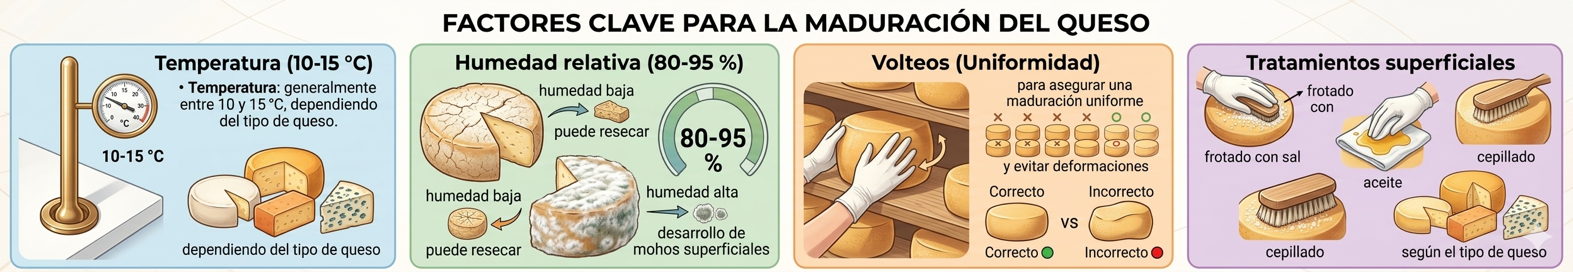 FACTORES CLAVE PARA LA MADURACIÓN DEL QUESO
Temperatura (10-15 °C)
• Temperatura: generalmente
entre 10 y 15 °C, dependiendo
del tipo de queso.
10-15 °C
dependiendo del tipo de queso
Humedad relativa (80-95 %)
humedad baja
puede resecar
80-95
%
humedad baja
puede resecar
humedad alta
desarrollo de
mohos superficiales
Volteos (Uniformidad)
para asegurar una
maduración uniforme
y evitar deformaciones
Correcto
Incorrecto
VS
Correcto
Incorrecto
Tratamientos superficiales
frotado
con
frotado con sal
aceite
cepillado
cepillado
según el tipo de queso